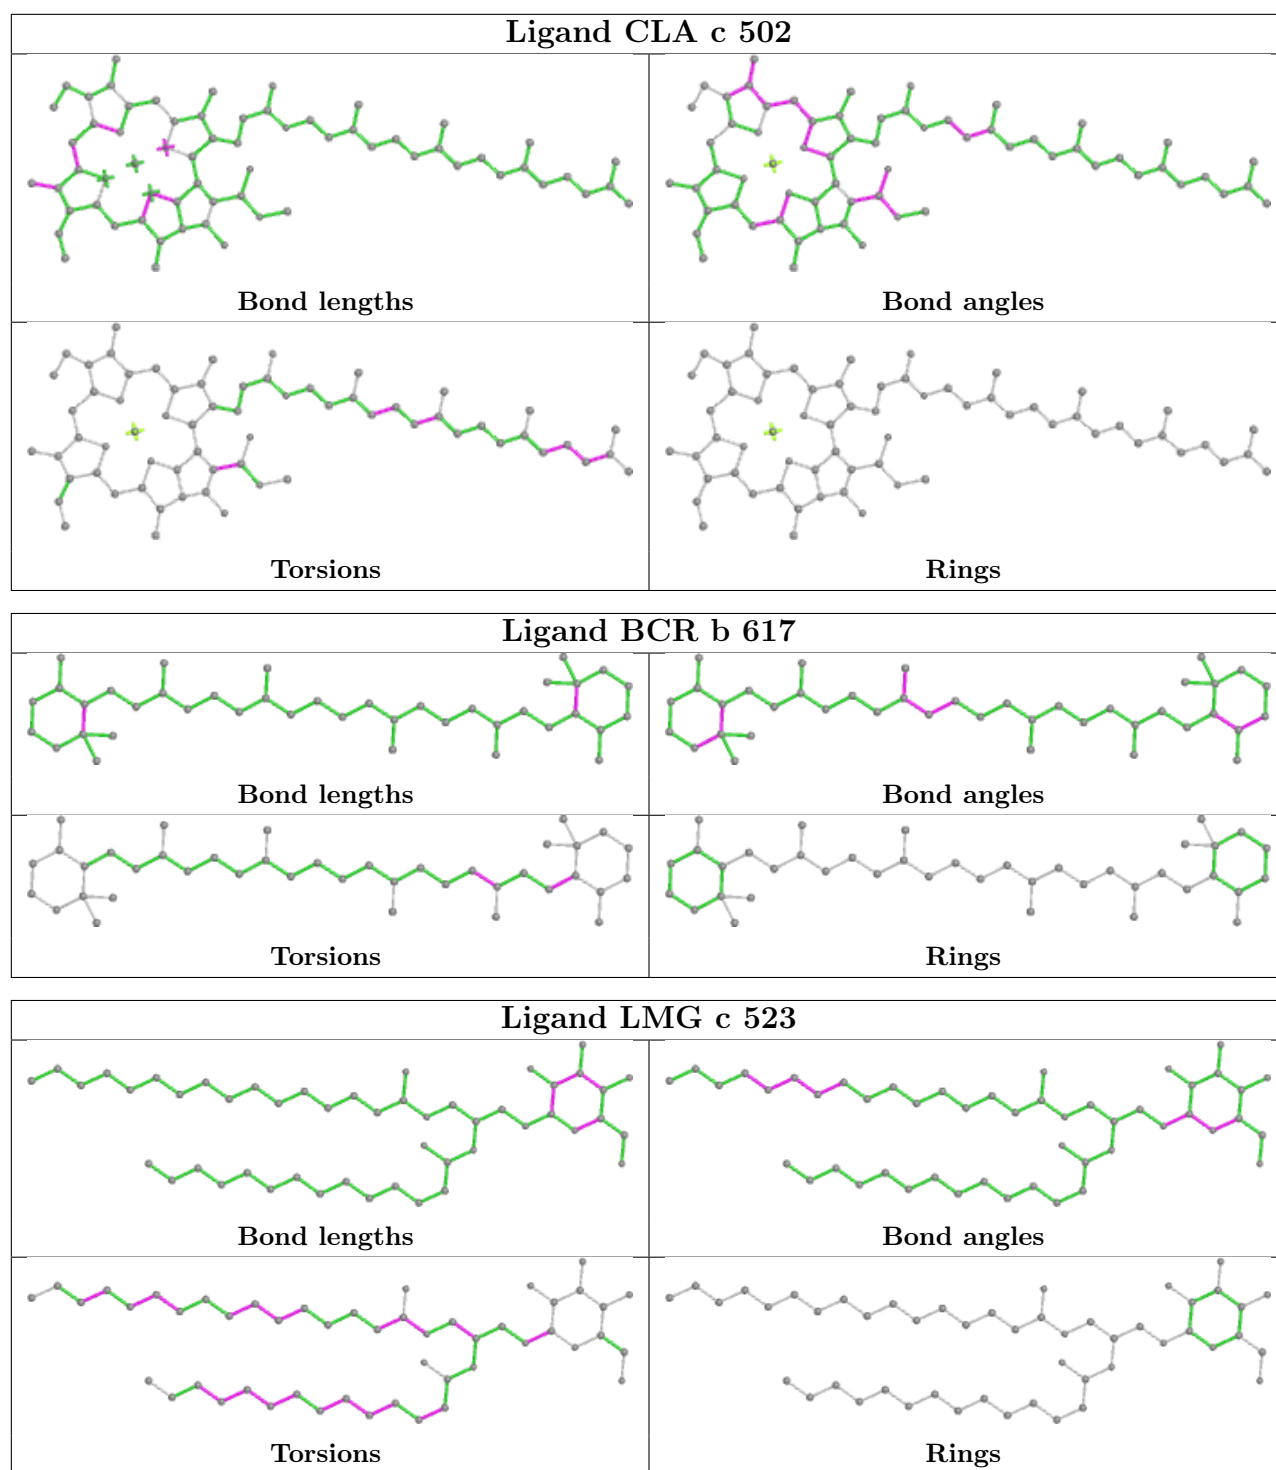 Ligand CLA c 502
Bond lengths
Bond angles
Torsions
Rings
Ligand BCR b 617
Bond lengths
Bond angles
Torsions
Rings
Ligand LMG c 523
Bond lengths
Bond angles
Torsions
Rings